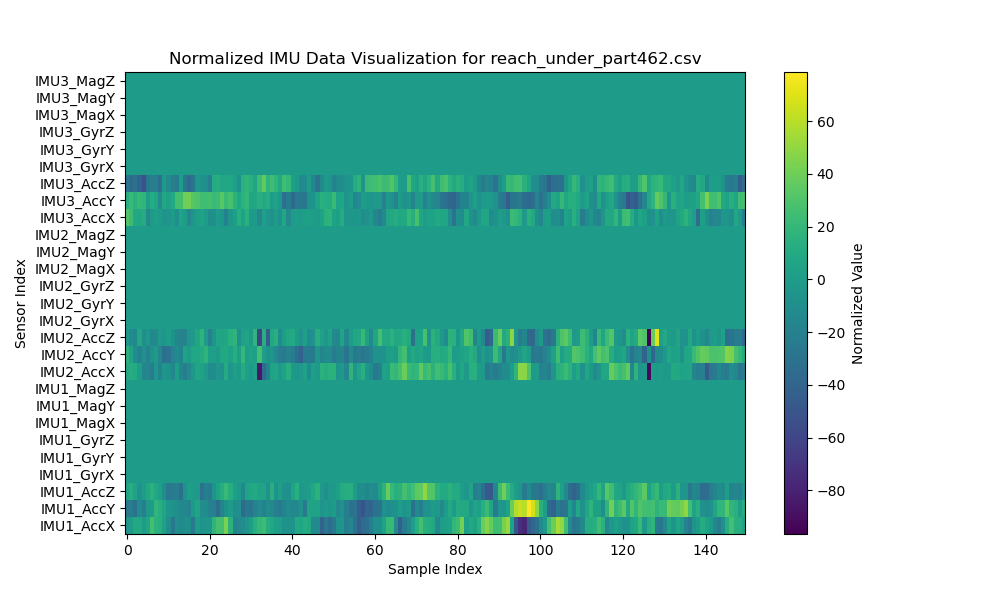 Normalized IMU Data Visualization for reach_under_part462.csv
IMU3_MagZ
IMU3_MagY
IMU3_MagX
IMU3_GyrZ
IMU3_GyrY
IMU3_GyrX
IMU3_AccZ
IMU3_AccY
IMU3_AccX
IMU2_MagZ
IMU2_MagY
IMU2_MagX
IMU2_GyrZ
IMU2_GyrY
IMU2_GyrX
IMU2_AccZ
IMU2_AccY
IMU2_AccX
IMU1_MagZ
IMU1_MagY
IMU1_MagX
IMU1_GyrZ
IMU1_GyrY
IMU1_GyrX
IMU1_AccZ
IMU1_AccY
IMU1_AccX
Sensor Index
0 20 40 60 80 100 120 140
Sample Index
60
40
20
0
−20
−40
−60
−80
Normalized Value